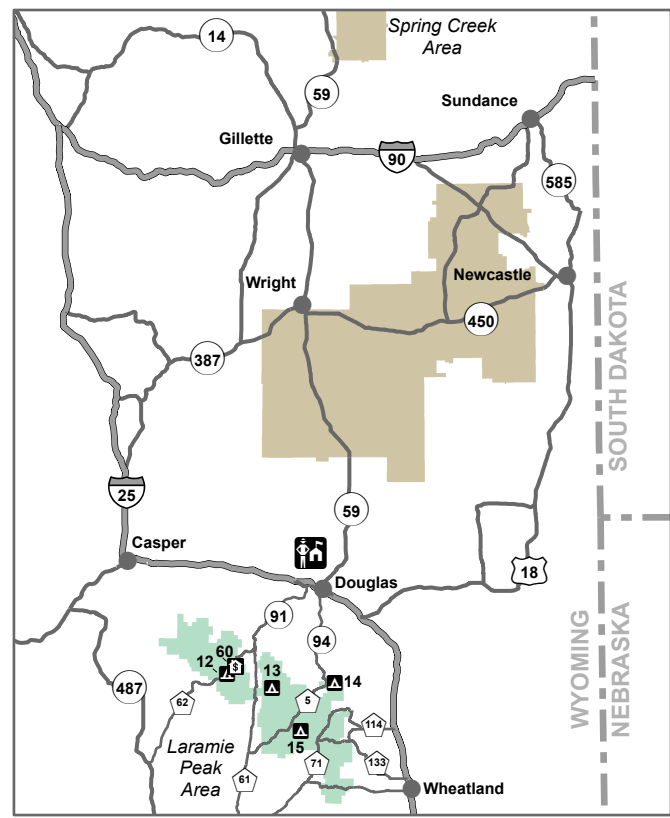 Spring Creek
Area
14
59
Sundance
Gillette
90
585
Wright
Newcastle
450
387
SOUTH DAKOTA
25
59
Casper
18
Douglas
91
94
WYOMING
NEBRASKA
60
$
12
13
14
487
62
5
114
Laramie
Peak
Area
15
61
71
133
Wheatland